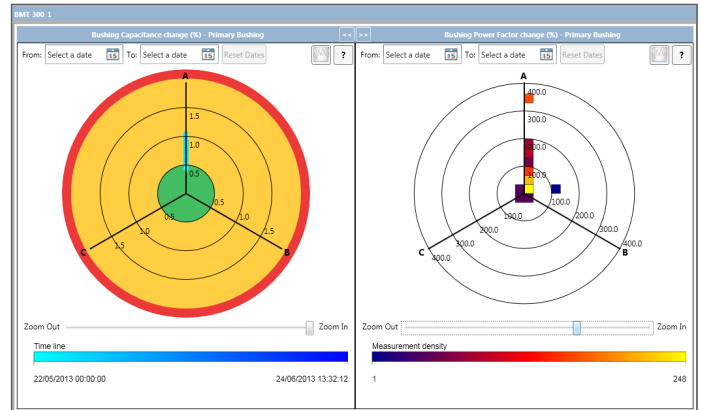 BMT 300 1
Bushing Capacitance change (%) - Primary Bushing
<<
From: Select a date 15 To: Select a date 15 Reset Dates ?
A
1.5
1.0
0.5
0.5 0.5
1.0 1.0
1.5 1.5
C B
Zoom Out Zoom In
Time line
22/05/2013 00:00:00 24/06/2013 13:32:12
>>
Bushing Power Factor change (%) - Primary Bushing
From: Select a date 15 To: Select a date 15 Reset Dates ?
A
400.0
300.0
200.0
100.0
100.0 100.0
200.0 200.0
300.0 300.0
400.0 400.0
C B
Zoom Out Zoom In
Measurement density
1 248